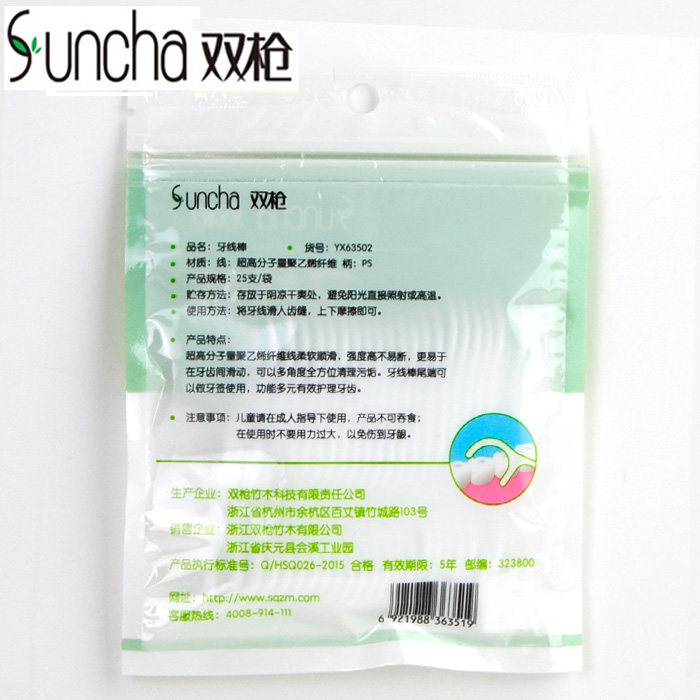 Suncha 双枪
Suncha 双枪
• 品名：牙线棒 • 货号：YX63502
• 材质：线：超高分子量聚乙烯纤维 柄：PS
• 产品规格：25支/袋
• 贮存方法：存放于阴凉干爽处，避免阳光直接照射或高温。
• 使用方法：将牙线滑入齿缝，上下摩擦即可。
• 产品特点：
超高分子量聚乙烯纤维线柔软顺滑，强度高不易断，更易于
在牙齿间滑动，可以多角度全方位清理污垢。牙线棒尾端可
以做牙签使用，功能多元有效护理牙齿。
• 注意事项：儿童请在成人指导下使用，产品不可吞食；
在使用时不要用力过大，以免伤到牙龈。
生产企业：双枪竹木科技有限责任公司
浙江省杭州市余杭区百丈镇竹城路103号
销售企业：浙江双枪竹木有限公司
浙江省庆元县会溪工业园
产品执行标准号：Q/HSQ026-2015 合格 有效期限：5年 邮编：323800
网址：http://www.sqzm.com
客服热线：4008-914-111
6 921988 363519